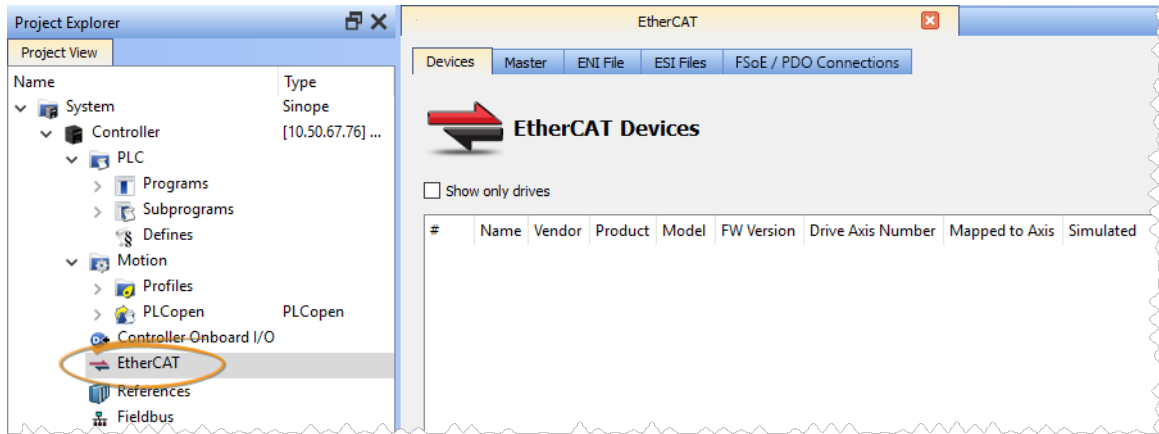 Project Explorer
Project View
Name Type
System Sinope
Controller [10.50.67.76] ...
PLC
Programs
Subprograms
Defines
Motion
Profiles
PLCopen PLCopen
Controller Onboard I/O
EtherCAT
References
Fieldbus
EtherCAT
Devices Master ENI File ESI Files FSoE / PDO Connections
EtherCAT Devices
Show only drives
# Name Vendor Product Model FW Version Drive Axis Number Mapped to Axis Simulated